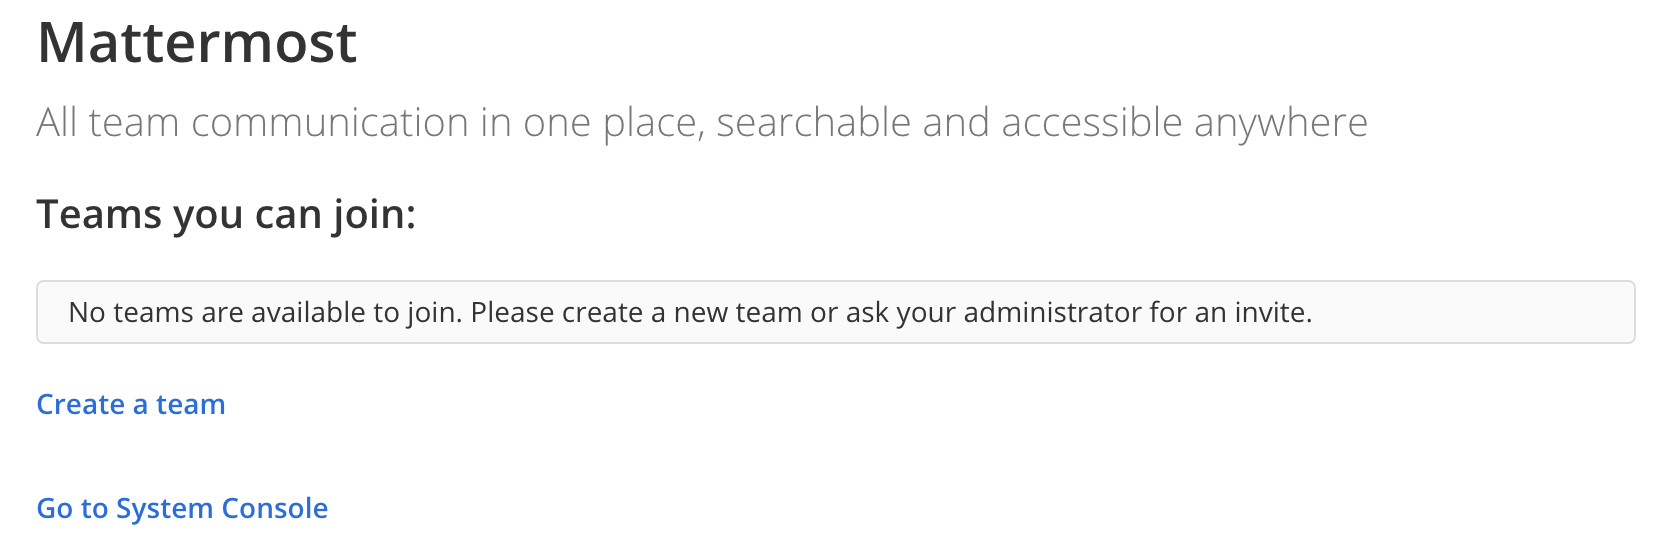 Mattermost
All team communication in one place, searchable and accessible anywhere
Teams you can join:
No teams are available to join. Please create a new team or ask your administrator for an invite.
Create a team
Go to System Console